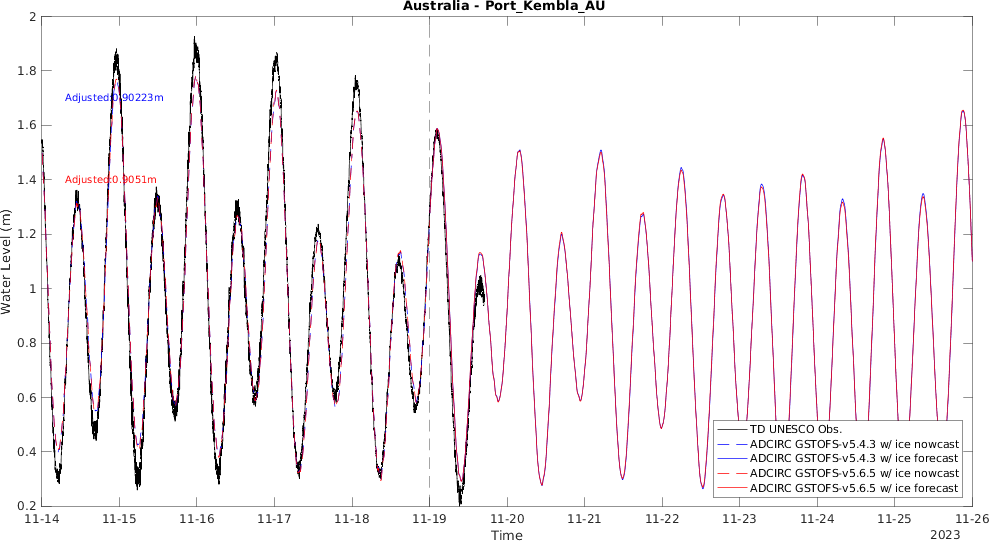 Australia - Port_Kembla_AU
2
1.8
1.6
1.4
1.2
1
0.8
0.6
0.4
0.2
Water Level (m)
Adjusted:0.90223m
Adjusted:0.9051m
TD UNESCO Obs.
ADCIRC GSTOFS-v5.4.3 w/ ice nowcast
ADCIRC GSTOFS-v5.4.3 w/ ice forecast
ADCIRC GSTOFS-v5.6.5 w/ ice nowcast
ADCIRC GSTOFS-v5.6.5 w/ ice forecast
11-14 11-15 11-16 11-17 11-18 11-19 11-20 11-21 11-22 11-23 11-24 11-25 11-26
Time
2023